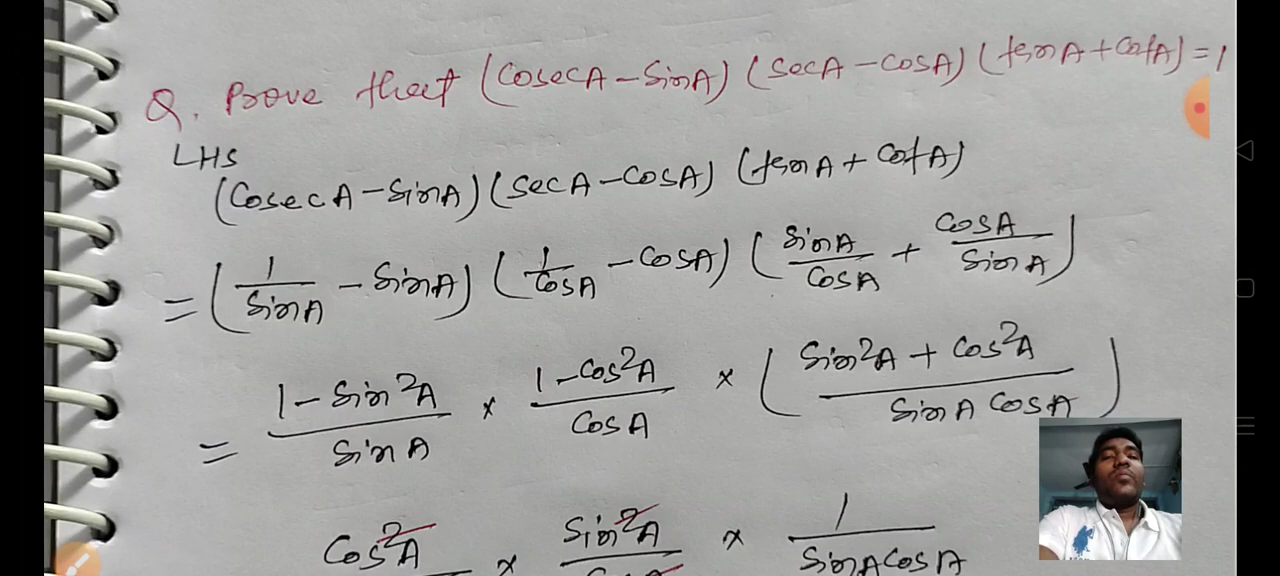 Q. Prove that (CosecA - SinA) (SecA - CosA) (tanA + CotA) = 1
LHS
(CosecA - SinA) (SecA - CosA) (tanA + CotA)
= (1/SinA - SinA) (1/CosA - CosA) (SinA/CosA + CosA/SinA)
= (1 - Sin²A)/SinA × (1 - Cos²A)/CosA × ((Sin²A + Cos²A)/(SinA CosA))
Cos²A × Sin²A × 1/(SinA CosA)